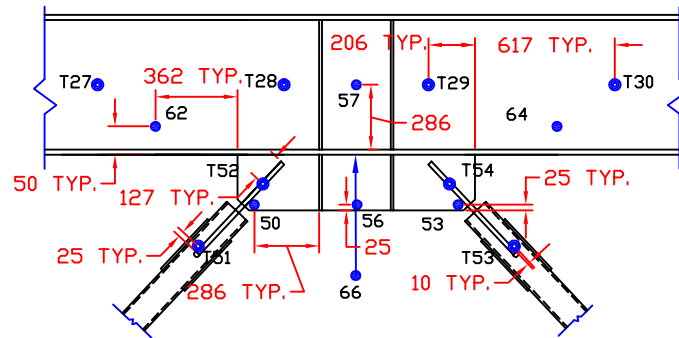 206 TYP.
617 TYP.
362 TYP.
T27
T28
57
T29
T30
62
286
64
T52
T54
50 TYP.
127 TYP.
25 TYP.
50
56
53
25
T51
T53
25 TYP.
286 TYP.
66
10 TYP.